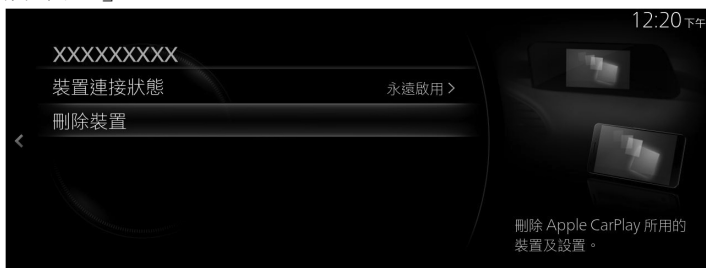 12:20下午
XXXXXXXXX
裝置連接狀態 永遠啟用 >
刪除裝置
刪除 Apple CarPlay 所用的
裝置及設置。